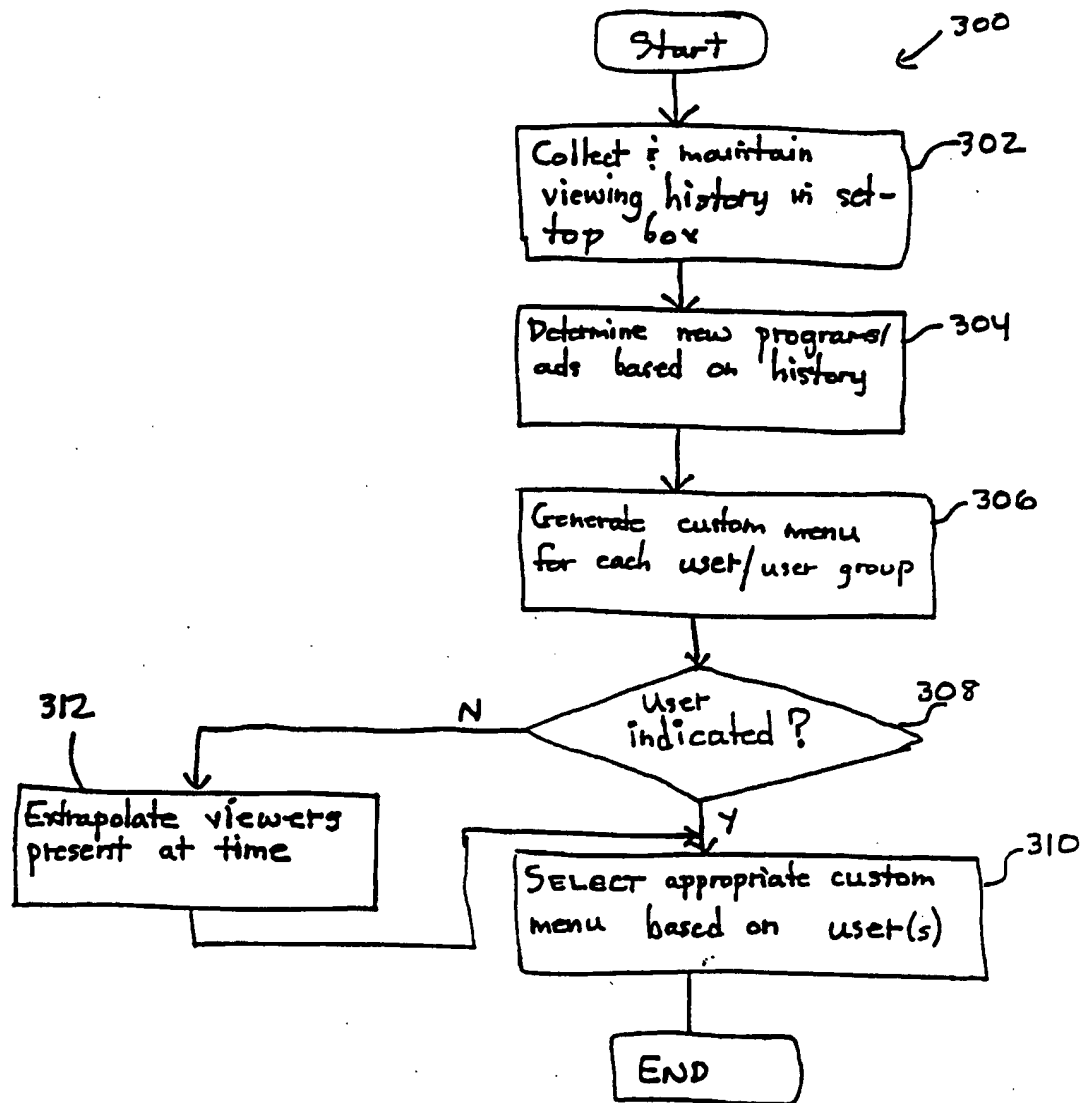 Start
300
Collect & maintain
viewing history in set-
top box
302
Determine new programs/
ads based on history
304
Generate custom menu
for each user/user group
306
User
indicated?
308
N
Y
312
Extrapolate viewers
present at time
SELECT appropriate custom
menu based on user(s)
310
END